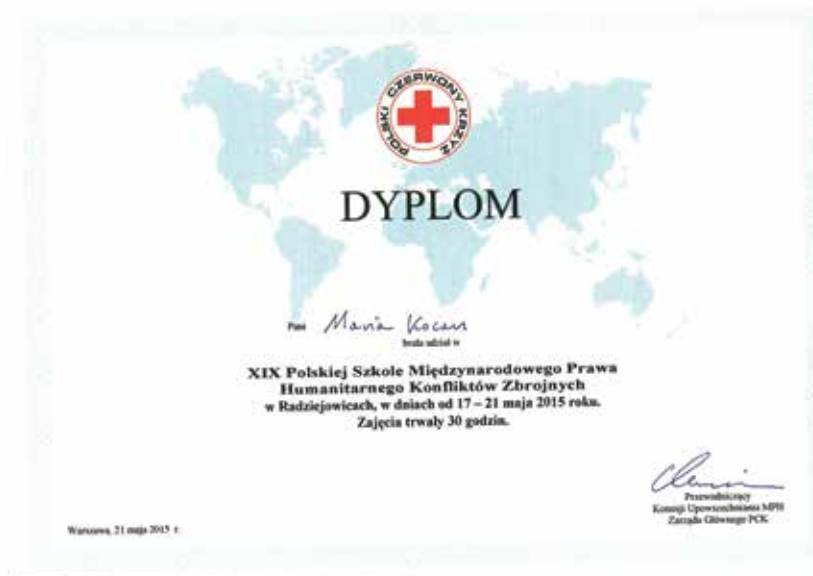 POLSKI CZERWONY KRZYŻ
DYPLOM
Pani Maria Kocan
brała udział w
XIX Polskiej Szkole Międzynarodowego Prawa
Humanitarnego Konfliktów Zbrojnych
w Radziejowicach, w dniach od 17 – 21 maja 2015 roku.
Zajęcia trwały 30 godzin.
Przewodniczący
Komisji Upowszechniania MPH
Zarządu Głównego PCK
Warszawa, 21 maja 2015 r.